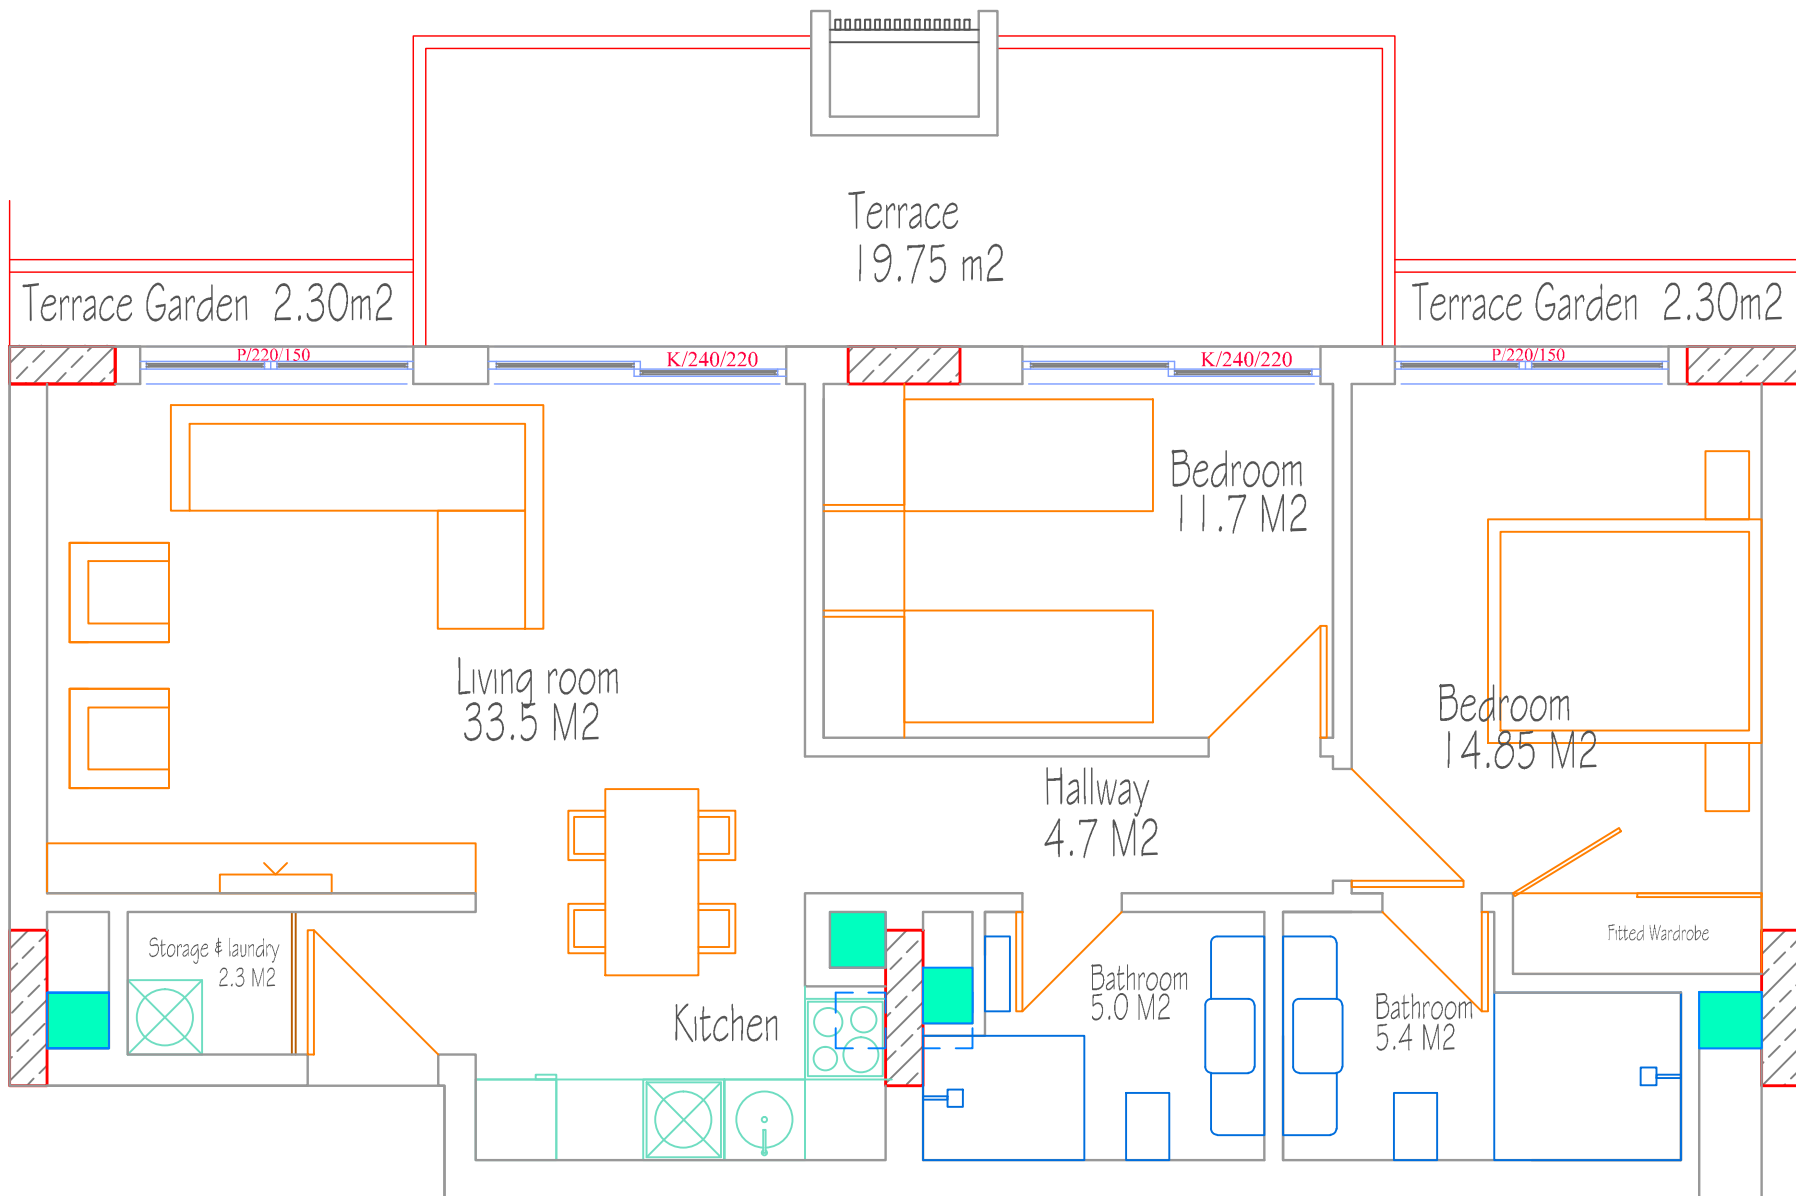 Terrace
19.75 m2
Terrace Garden 2.30m2
Terrace Garden 2.30m2
P/220/150
K/240/220
K/240/220
P/220/150
Bedroom
11.7 M2
Living room
33.5 M2
Bedroom
14.85 M2
Hallway
4.7 M2
Storage & laundry
2.3 M2
Fitted Wardrobe
Bathroom
5.0 M2
Bathroom
5.4 M2
Kitchen